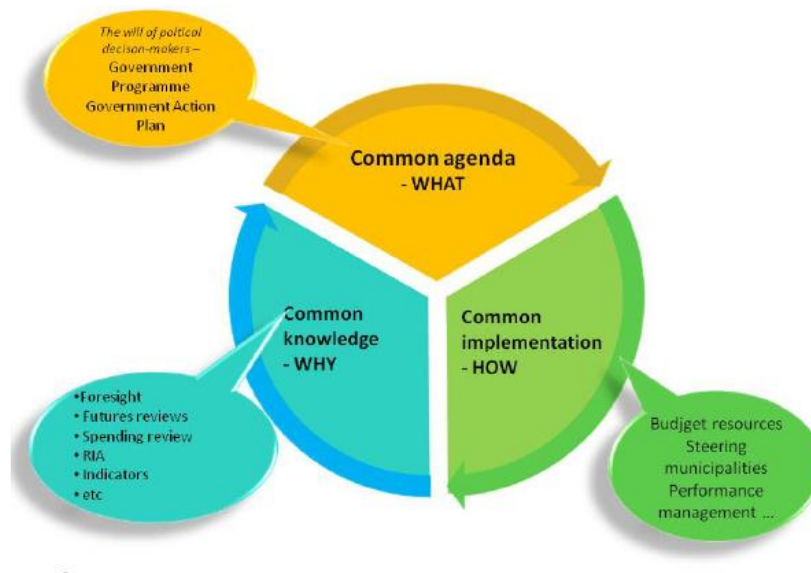 The will of poltical
decison-makers –
Government
Programme
Government Action
Plan
Common agenda
- WHAT
Common
knowledge
- WHY
Common
implementation
- HOW
•Foresight
• Futures reviews
• Spending review
• RIA
• Indicators
• etc
Budjget resources
Steering
municipalities
Performance
management ...